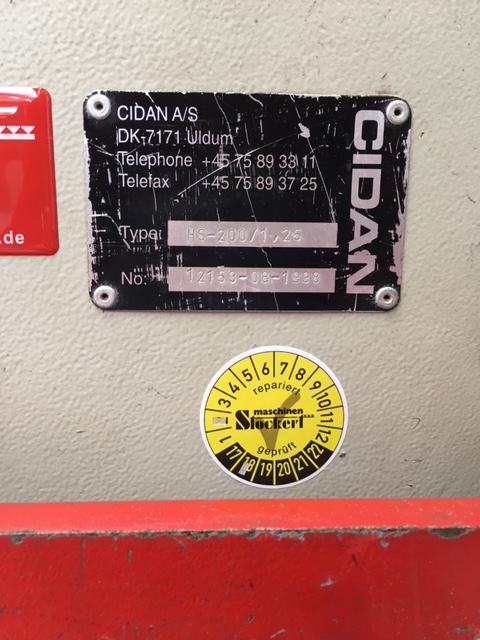 CIDAN A/S
DK-7171 Uldum
Telephone +45 75 89 33 11
Telefax +45 75 89 37 25
Type: HS-200/1,25
No: 12153-08-1998
CIDAN
.de
1 3 4 5 6 7 8 9 10 11 12
repariert
maschinen
Stockert
geprüft
17 18 19 20 21 22